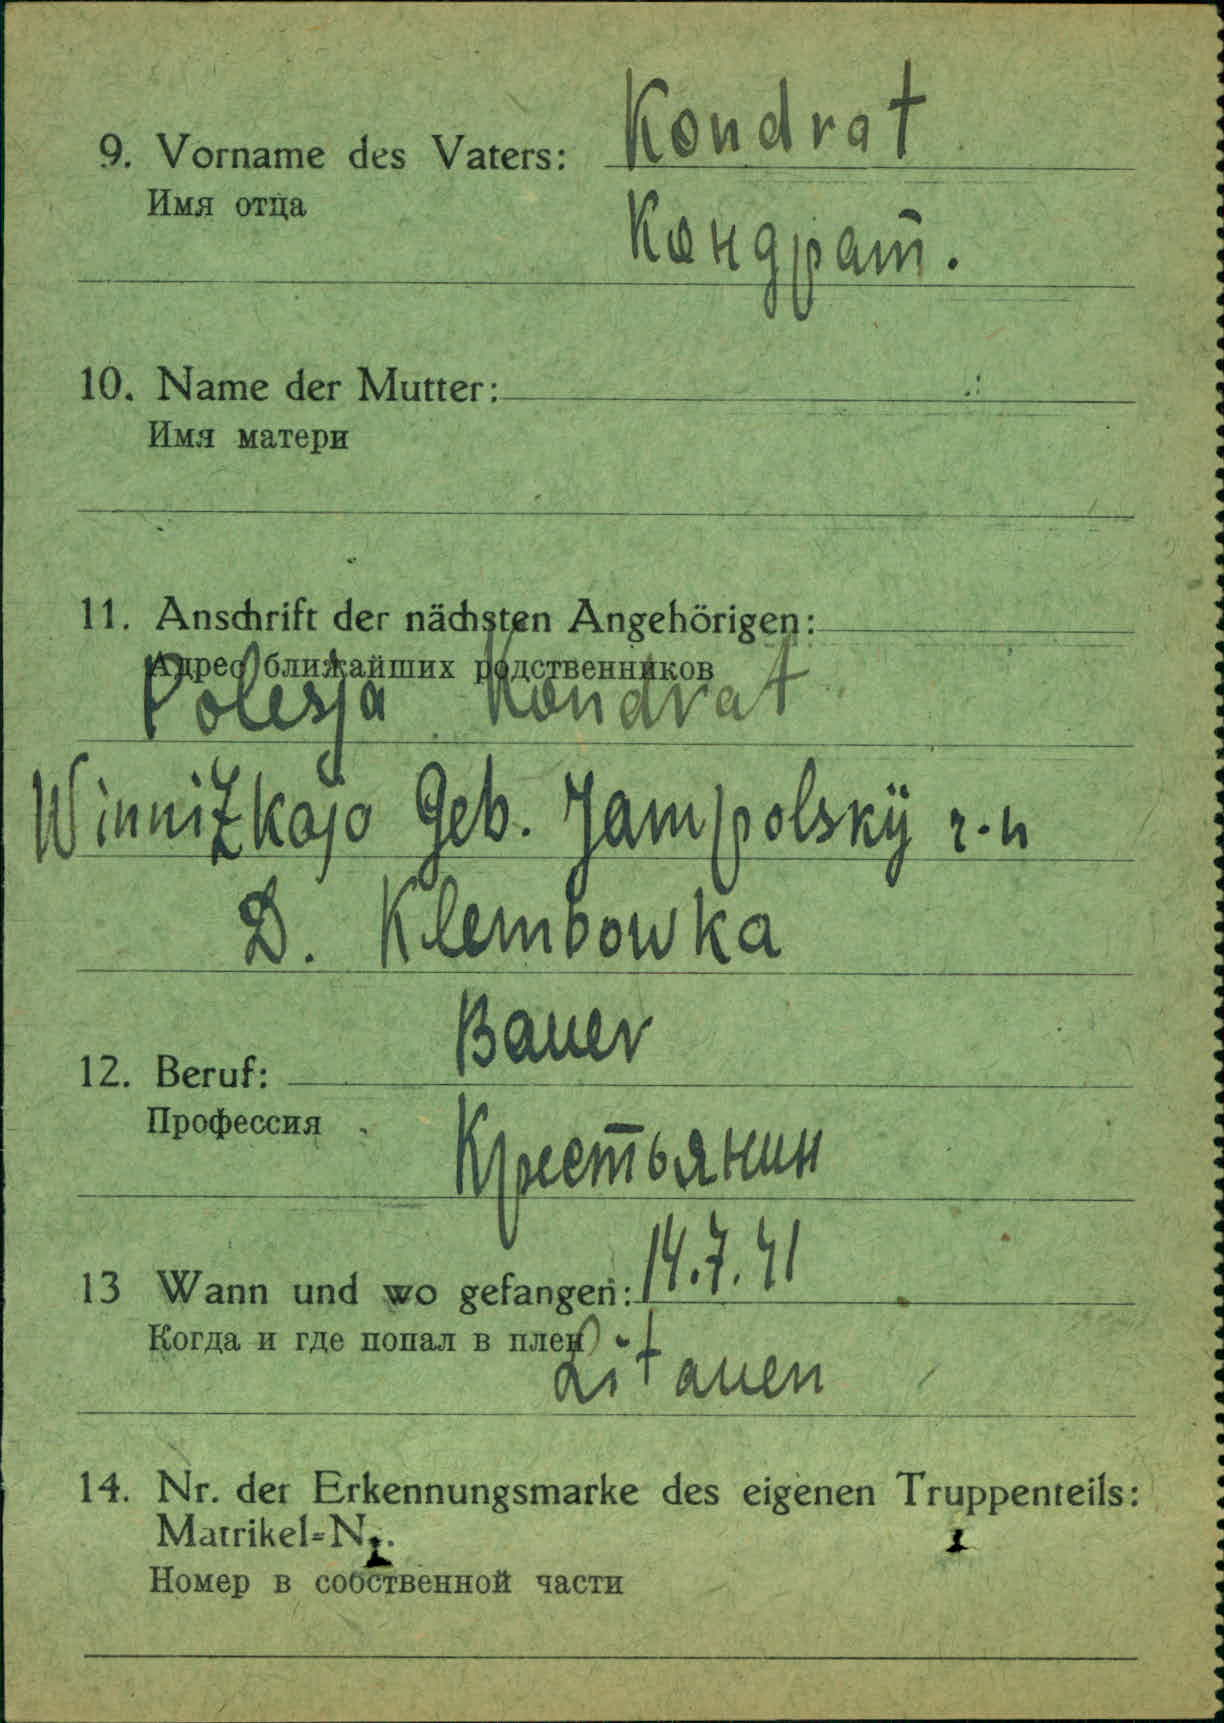 Kondrat
9. Vorname des Vaters:
Имя отца
Кондрат.
10. Name der Mutter:
Имя матери
11. Anschrift der nächsten Angehörigen:
Адрес ближайших родственников
Polesja Kondrat
Winnizkaja Geb. Jampolskÿ r-n
D. Klembowka
Bauer
12. Beruf:
Профессия
Крестьянин
13 Wann und wo gefangen: 14.7.41
Когда и где попал в плен
Litauen
14. Nr. der Erkennungsmarke des eigenen Truppenteils:
Matrikel=Nr.
Номер в собственной части